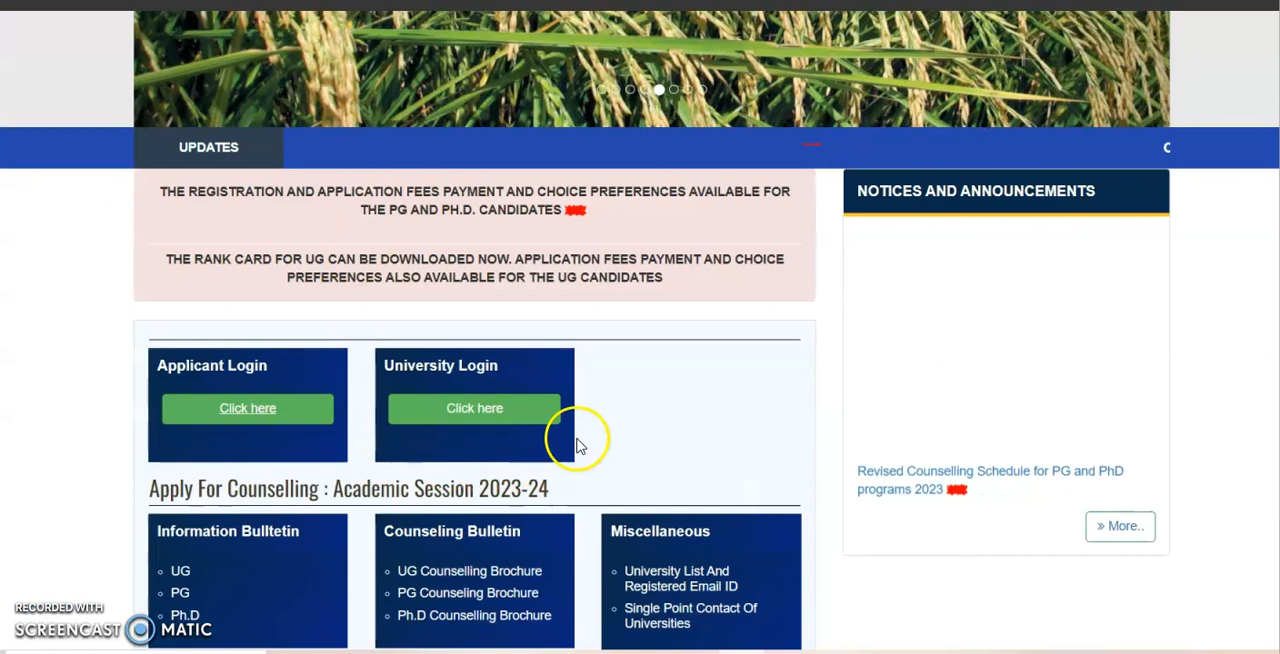 UPDATES
THE REGISTRATION AND APPLICATION FEES PAYMENT AND CHOICE PREFERENCES AVAILABLE FOR
THE PG AND PH.D. CANDIDATES
THE RANK CARD FOR UG CAN BE DOWNLOADED NOW. APPLICATION FEES PAYMENT AND CHOICE
PREFERENCES ALSO AVAILABLE FOR THE UG CANDIDATES
NOTICES AND ANNOUNCEMENTS
Revised Counselling Schedule for PG and PhD
programs 2023
» More..
Applicant Login
Click here
University Login
Click here
Apply For Counselling : Academic Session 2023-24
Information Bulltetin
UG
PG
Ph.D
Counseling Bulletin
UG Counselling Brochure
PG Counselling Brochure
Ph.D Counselling Brochure
Miscellaneous
University List And
Registered Email ID
Single Point Contact Of
Universities
RECORDED WITH
SCREENCAST MATIC